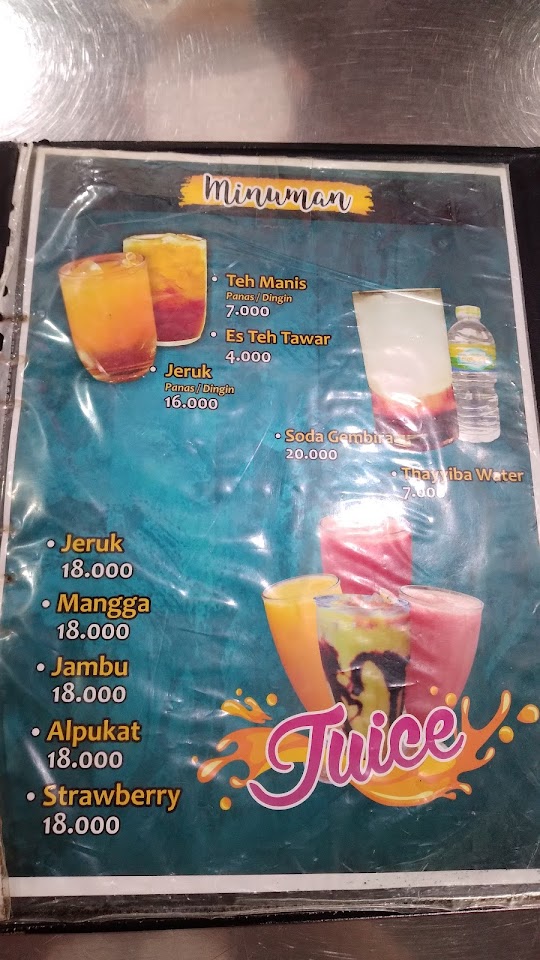 Minuman
• Teh Manis
Panas / Dingin
7.000
• Es Teh Tawar
4.000
• Jeruk
Panas / Dingin
16.000
• Soda Gembira
20.000
• Thayyiba Water
7.000
• Jeruk
18.000
• Mangga
18.000
• Jambu
18.000
• Alpukat
18.000
• Strawberry
18.000
Juice